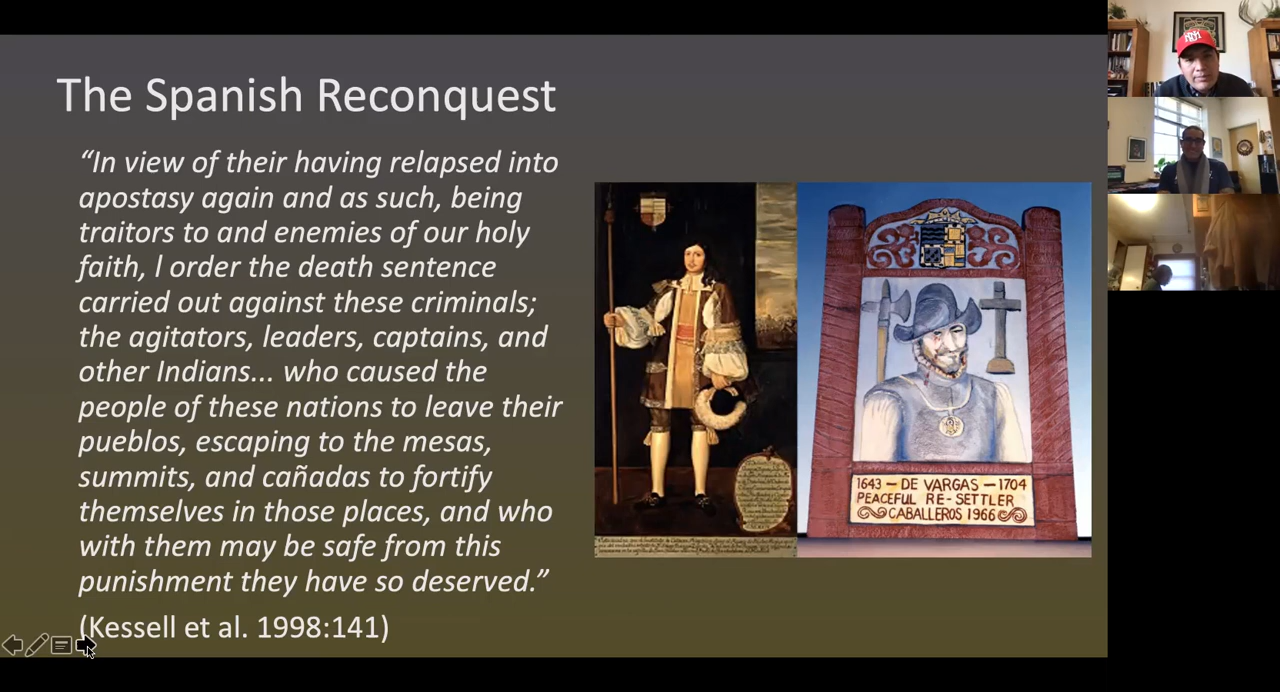 The Spanish Reconquest
“In view of their having relapsed into
apostasy again and as such, being
traitors to and enemies of our holy
faith, l order the death sentence
carried out against these criminals;
the agitators, leaders, captains, and
other Indians... who caused the
people of these nations to leave their
pueblos, escaping to the mesas,
summits, and cañadas to fortify
themselves in those places, and who
with them may be safe from this
punishment they have so deserved.”
(Kessell et al. 1998:141)
1643 — DE VARGAS — 1704
PEACEFUL RE-SETTLER
CABALLEROS 1966